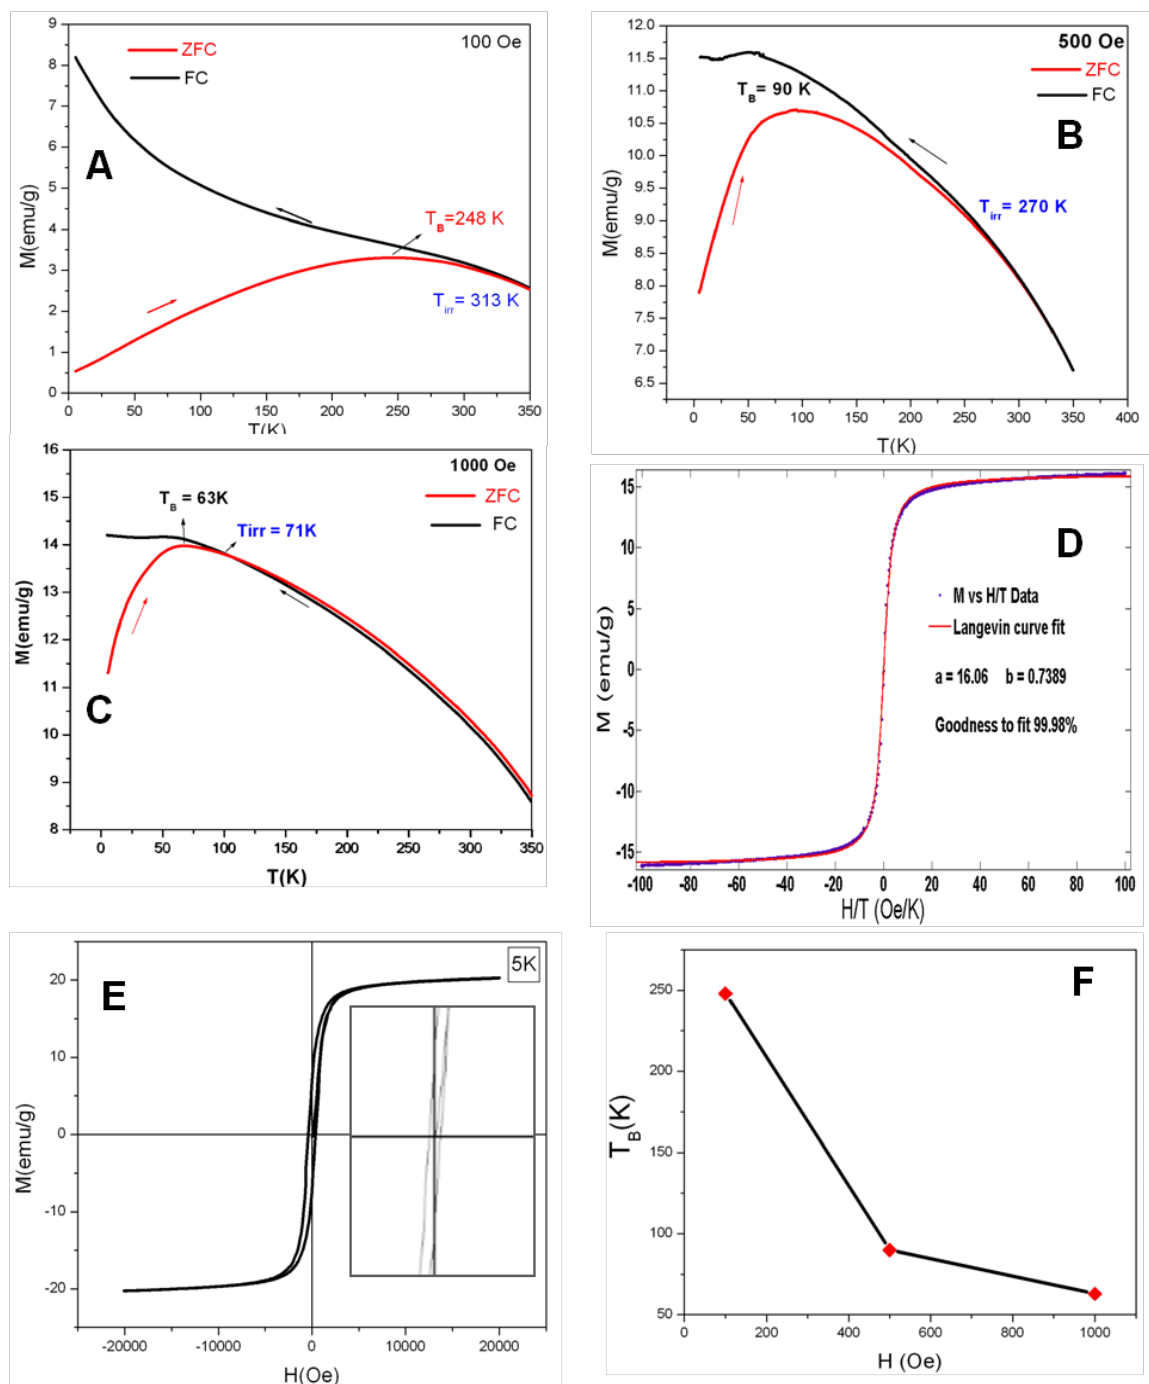 9
8
7
6
5
4
3
2
1
0
M(emu/g)
ZFC
FC
100 Oe
A
TB=248 K
Tirr= 313 K
0 50 100 150 200 250 300 350
T(K)
12.0
11.5
11.0
10.5
10.0
9.5
9.0
8.5
8.0
7.5
7.0
6.5
M(emu/g)
500 Oe
ZFC
FC
TB= 90 K
B
Tirr= 270 K
0 50 100 150 200 250 300 350 400
T(K)
16
15
14
13
12
11
10
9
8
M(emu/g)
1000 Oe
ZFC
FC
TB= 63K
Tirr = 71K
C
0 50 100 150 200 250 300 350
T(K)
15
10
5
0
-5
-10
-15
M (emu/g)
D
M vs H/T Data
Langevin curve fit
a = 16.06 b = 0.7389
Goodness to fit 99.98%
-100 -80 -60 -40 -20 0 20 40 60 80 100
H/T (Oe/K)
20
10
0
-10
-20
M(emu/g)
E
5K
-20000 -10000 0 10000 20000
H(Oe)
250
200
150
100
50
TB(K)
F
0 200 400 600 800 1000
H (Oe)